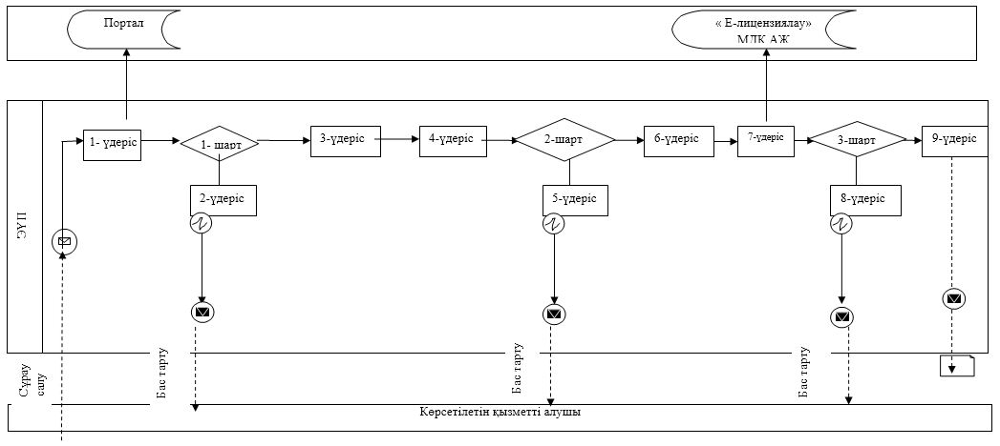 Портал
« Е-лицензиялау»
МДҚ АЖ
1- үдеріс
1- шарт
3-үдеріс
4-үдеріс
2-шарт
6-үдеріс
7-үдеріс
3-шарт
9-үдеріс
2-үдеріс
5-үдеріс
8-үдеріс
ЭҮП
Сұрау
салу
Бас тарту
Бас тарту
Бас тарту
Көрсетілетін қызметті алушы